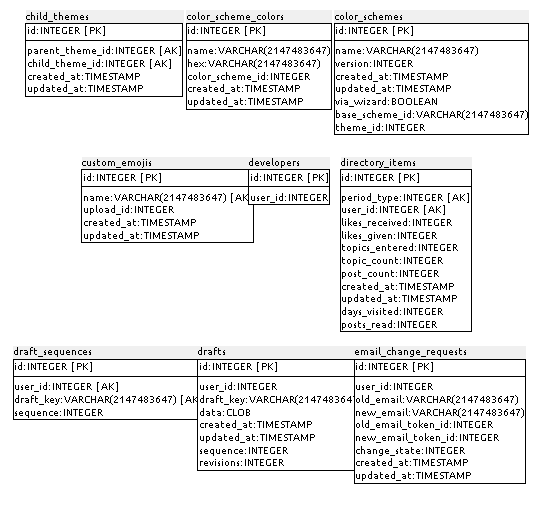 child_themes
id:INTEGER [PK]
parent_theme_id:INTEGER [AK]
child_theme_id:INTEGER [AK]
created_at:TIMESTAMP
updated_at:TIMESTAMP
color_scheme_colors
id:INTEGER [PK]
name:VARCHAR(2147483647)
hex:VARCHAR(2147483647)
color_scheme_id:INTEGER
created_at:TIMESTAMP
updated_at:TIMESTAMP
color_schemes
id:INTEGER [PK]
name:VARCHAR(2147483647)
version:INTEGER
created_at:TIMESTAMP
updated_at:TIMESTAMP
via_wizard:BOOLEAN
base_scheme_id:VARCHAR(2147483647)
theme_id:INTEGER
custom_emojis
id:INTEGER [PK]
name:VARCHAR(2147483647) [AK
upload_id:INTEGER
created_at:TIMESTAMP
updated_at:TIMESTAMP
developers
id:INTEGER [PK]
user_id:INTEGER
directory_items
id:INTEGER [PK]
period_type:INTEGER [AK]
user_id:INTEGER [AK]
likes_received:INTEGER
likes_given:INTEGER
topics_entered:INTEGER
topic_count:INTEGER
post_count:INTEGER
created_at:TIMESTAMP
updated_at:TIMESTAMP
days_visited:INTEGER
posts_read:INTEGER
draft_sequences
id:INTEGER [PK]
user_id:INTEGER [AK]
draft_key:VARCHAR(2147483647) [AK
sequence:INTEGER
drafts
id:INTEGER [PK]
user_id:INTEGER
draft_key:VARCHAR(2147483647
data:CLOB
created_at:TIMESTAMP
updated_at:TIMESTAMP
sequence:INTEGER
revisions:INTEGER
email_change_requests
id:INTEGER [PK]
user_id:INTEGER
old_email:VARCHAR(2147483647)
new_email:VARCHAR(2147483647)
old_email_token_id:INTEGER
new_email_token_id:INTEGER
change_state:INTEGER
created_at:TIMESTAMP
updated_at:TIMESTAMP